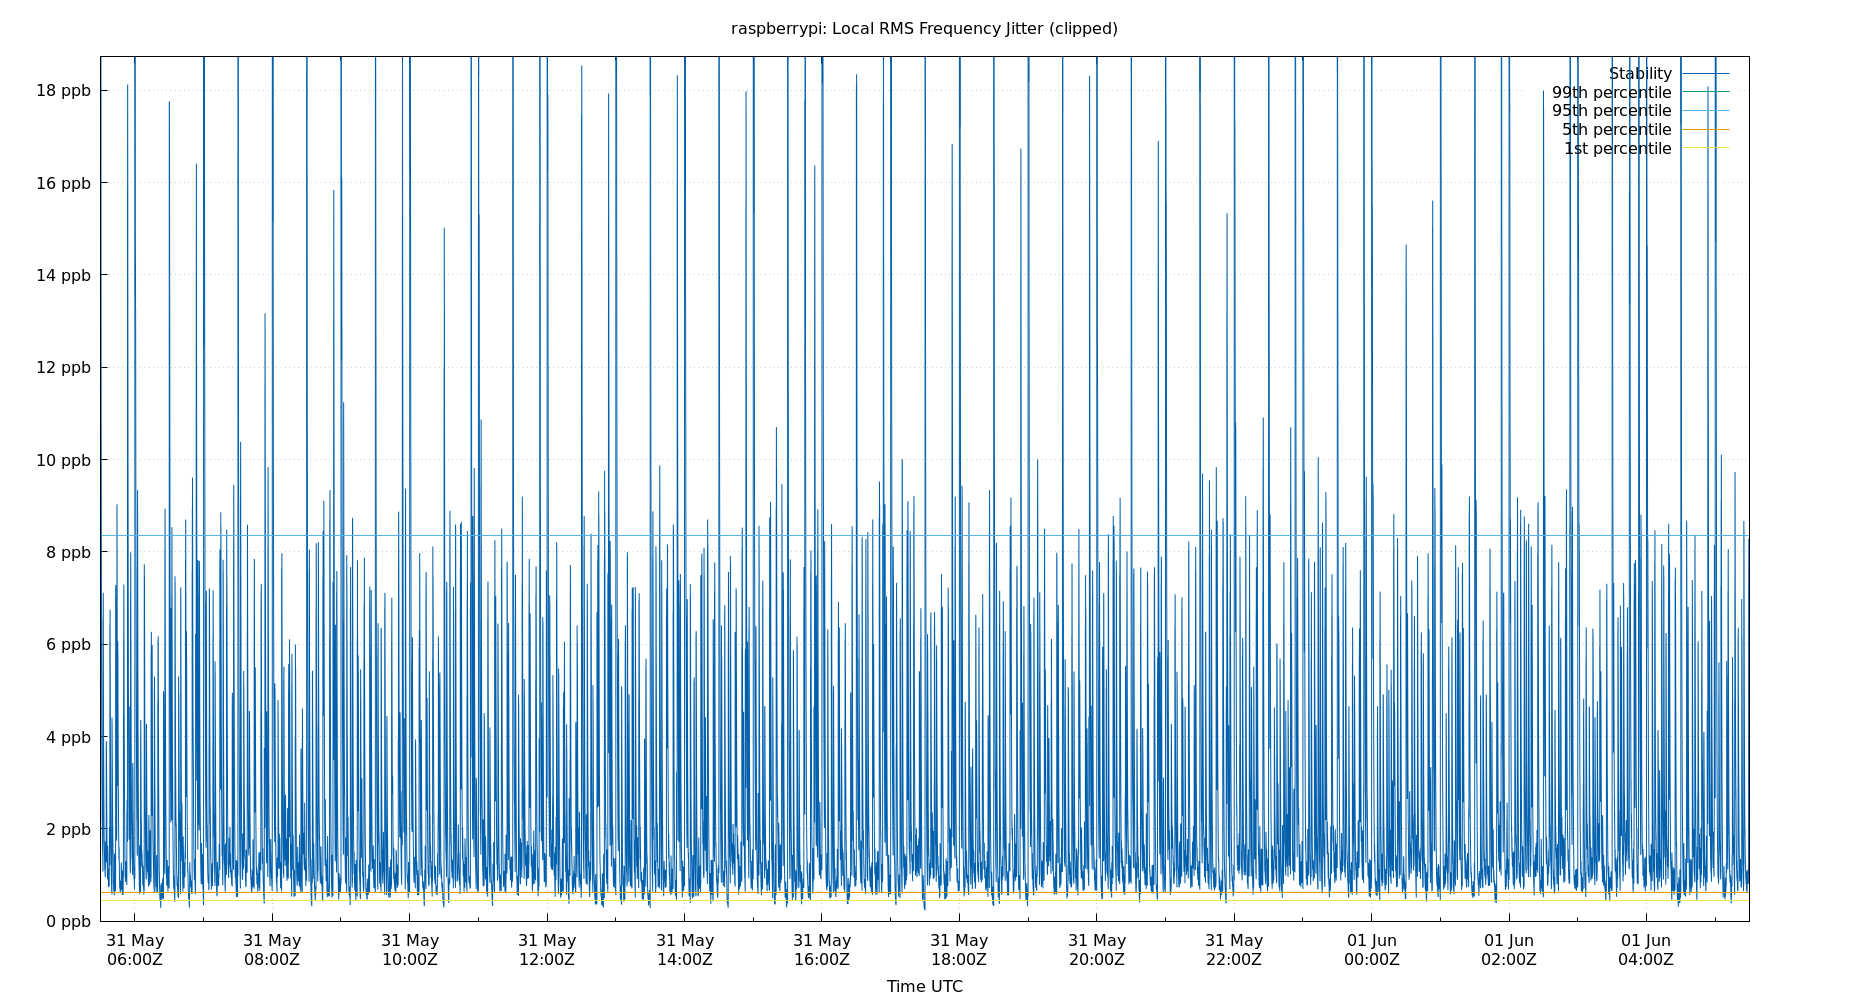 raspberrypi: Local RMS Frequency Jitter (clipped)
Stability
99th percentile
95th percentile
5th percentile
1st percentile
18 ppb
16 ppb
14 ppb
12 ppb
10 ppb
8 ppb
6 ppb
4 ppb
2 ppb
0 ppb
31 May 31 May 31 May 31 May 31 May 31 May 31 May 31 May 31 May 01 Jun 01 Jun 01 Jun
06:00Z 08:00Z 10:00Z 12:00Z 14:00Z 16:00Z 18:00Z 20:00Z 22:00Z 00:00Z 02:00Z 04:00Z
Time UTC